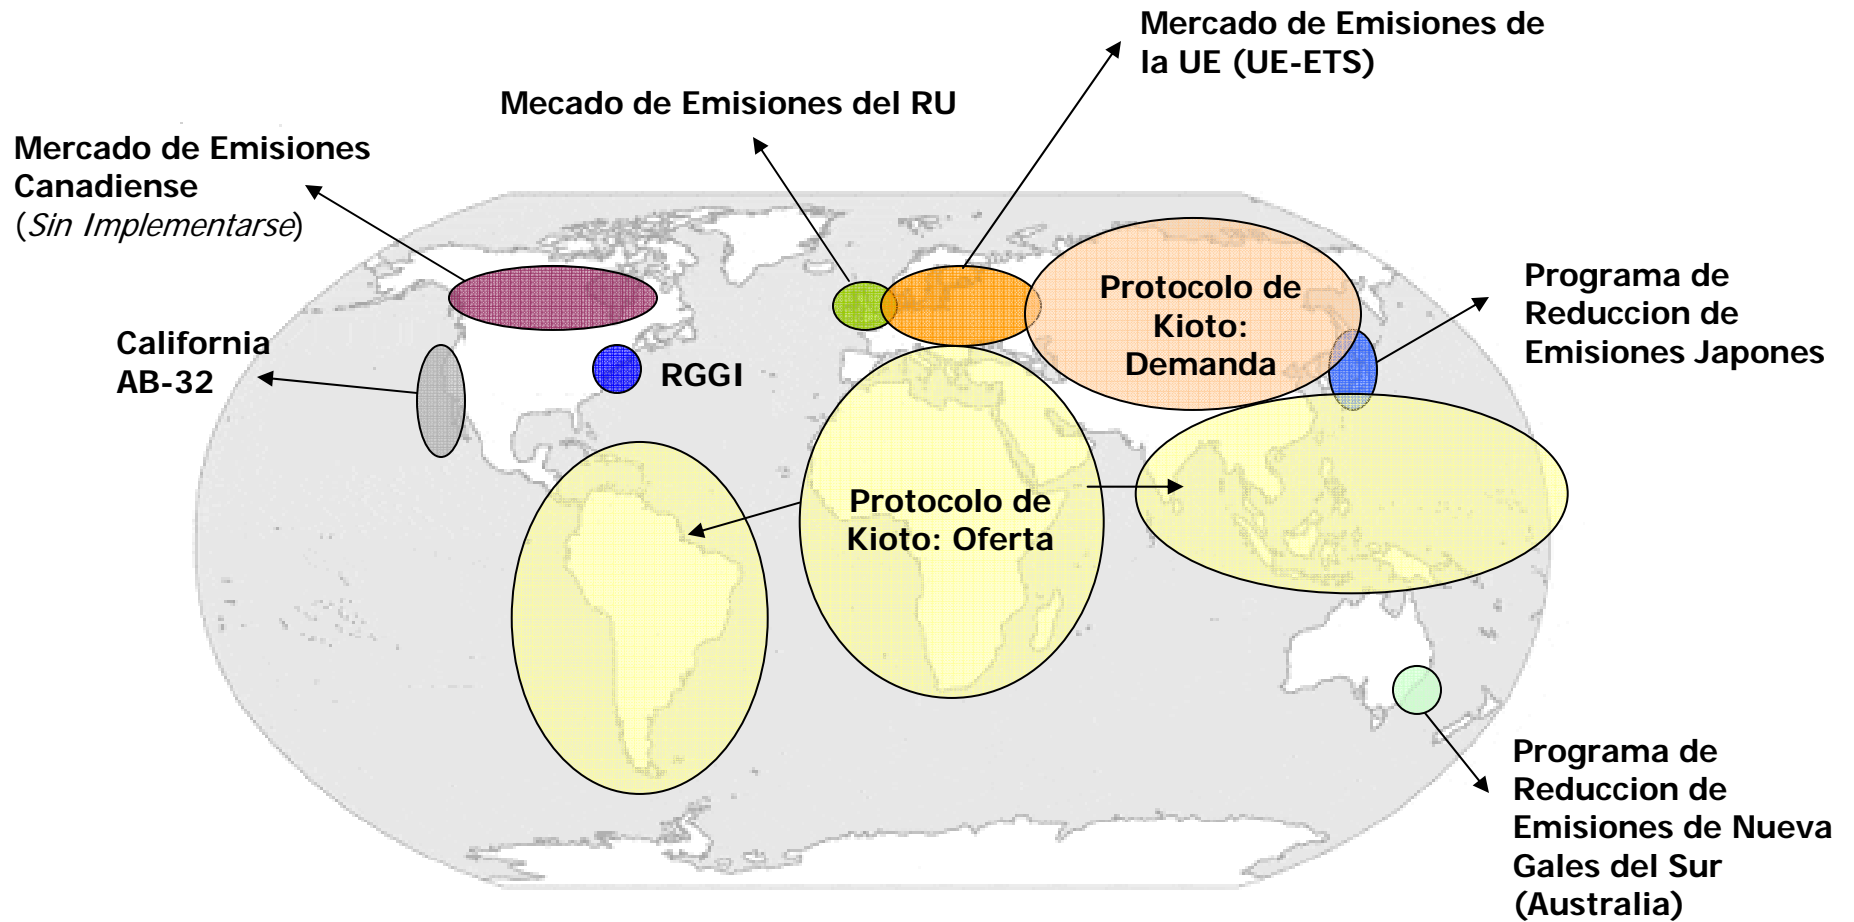 Mercado de Emisiones de
la UE (UE-ETS)
Mecado de Emisiones del RU
Mercado de Emisiones
Canadiense
(Sin Implementarse)
California
AB-32
RGGI
Protocolo de
Kioto:
Demanda
Programa de
Reduccion de
Emisiones Japones
Protocolo de
Kioto: Oferta
Programa de
Reduccion de
Emisiones de Nueva
Gales del Sur
(Australia)